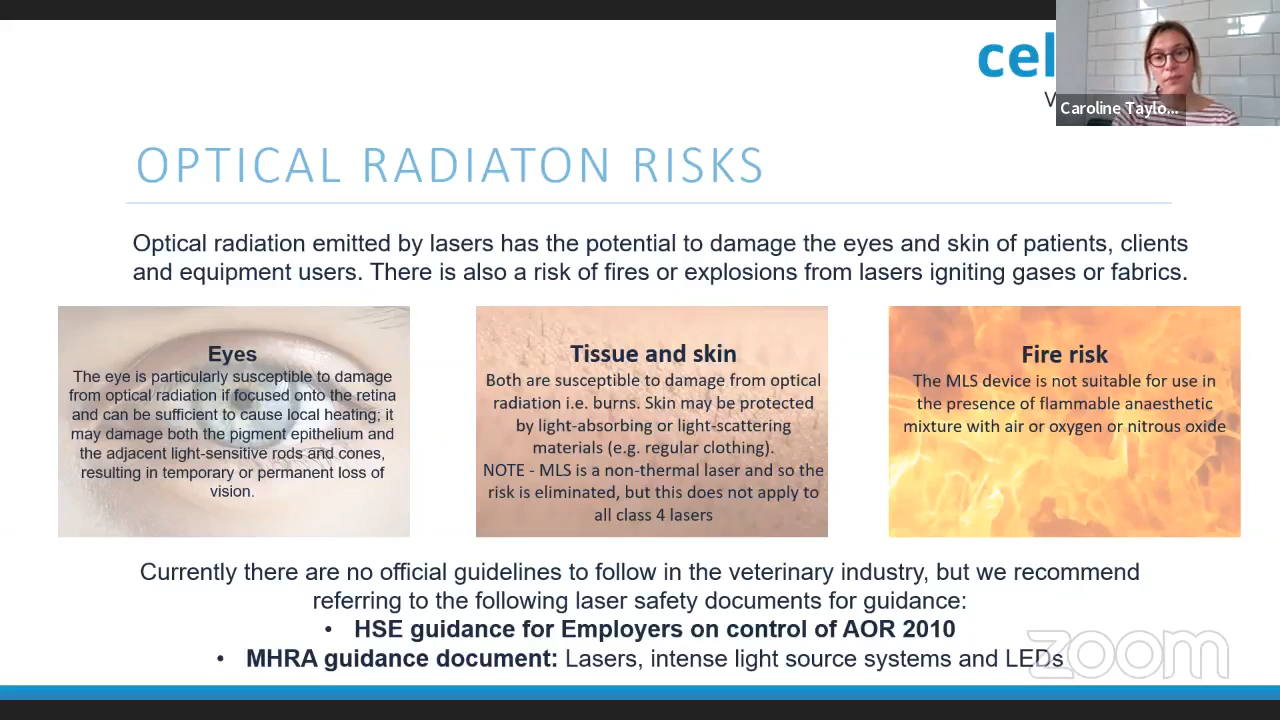 cel
V
Caroline Taylo...
OPTICAL RADIATON RISKS
Optical radiation emitted by lasers has the potential to damage the eyes and skin of patients, clients
and equipment users. There is also a risk of fires or explosions from lasers igniting gases or fabrics.
Eyes
The eye is particularly susceptible to damage
from optical radiation if focused onto the retina
and can be sufficient to cause local heating; it
may damage both the pigment epithelium and
the adjacent light-sensitive rods and cones,
resulting in temporary or permanent loss of
vision.
Tissue and skin
Both are susceptible to damage from optical
radiation i.e. burns. Skin may be protected
by light-absorbing or light-scattering
materials (e.g. regular clothing).
NOTE - MLS is a non-thermal laser and so the
risk is eliminated, but this does not apply to
all class 4 lasers
Fire risk
The MLS device is not suitable for use in
the presence of flammable anaesthetic
mixture with air or oxygen or nitrous oxide
Currently there are no official guidelines to follow in the veterinary industry, but we recommend
referring to the following laser safety documents for guidance:
• HSE guidance for Employers on control of AOR 2010
• MHRA guidance document: Lasers, intense light source systems and LEDs
zoom